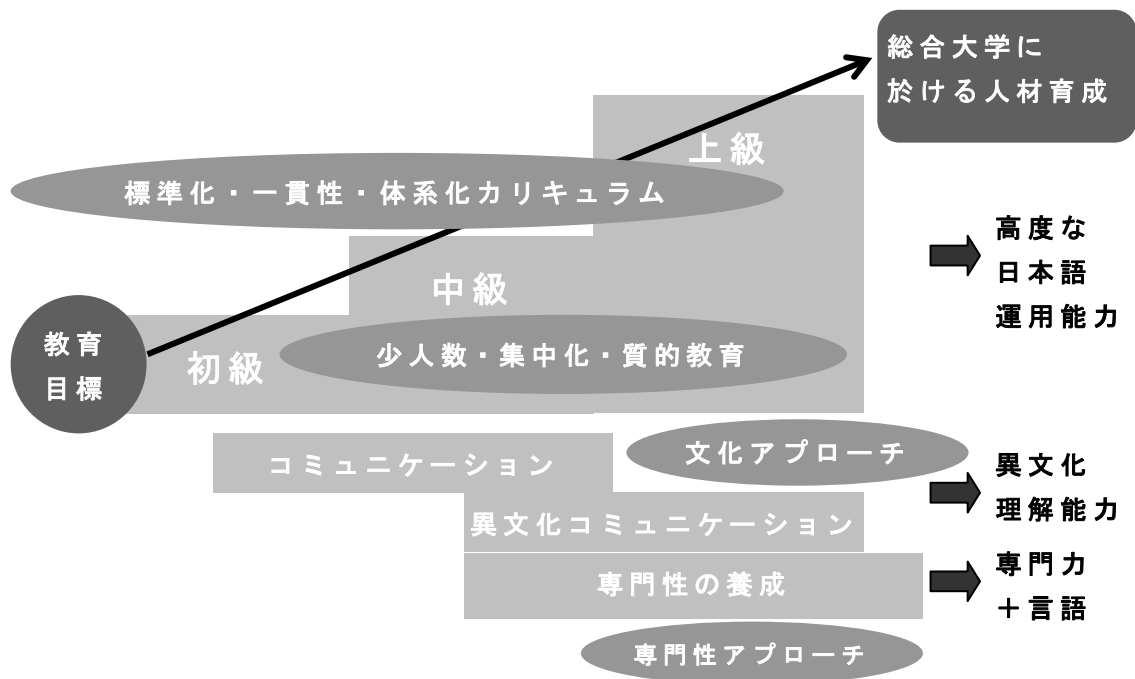 総合大学に
於ける人材育成
上級
標準化・一貫性・体系化カリキュラム
高度な
日本語
運用能力
中級
教育
目標
初級
少人数・集中化・質的教育
コミュニケーション
文化アプローチ
異文化
理解能力
異文化コミュニケーション
専門性の養成
専門力
＋言語
専門性アプローチ